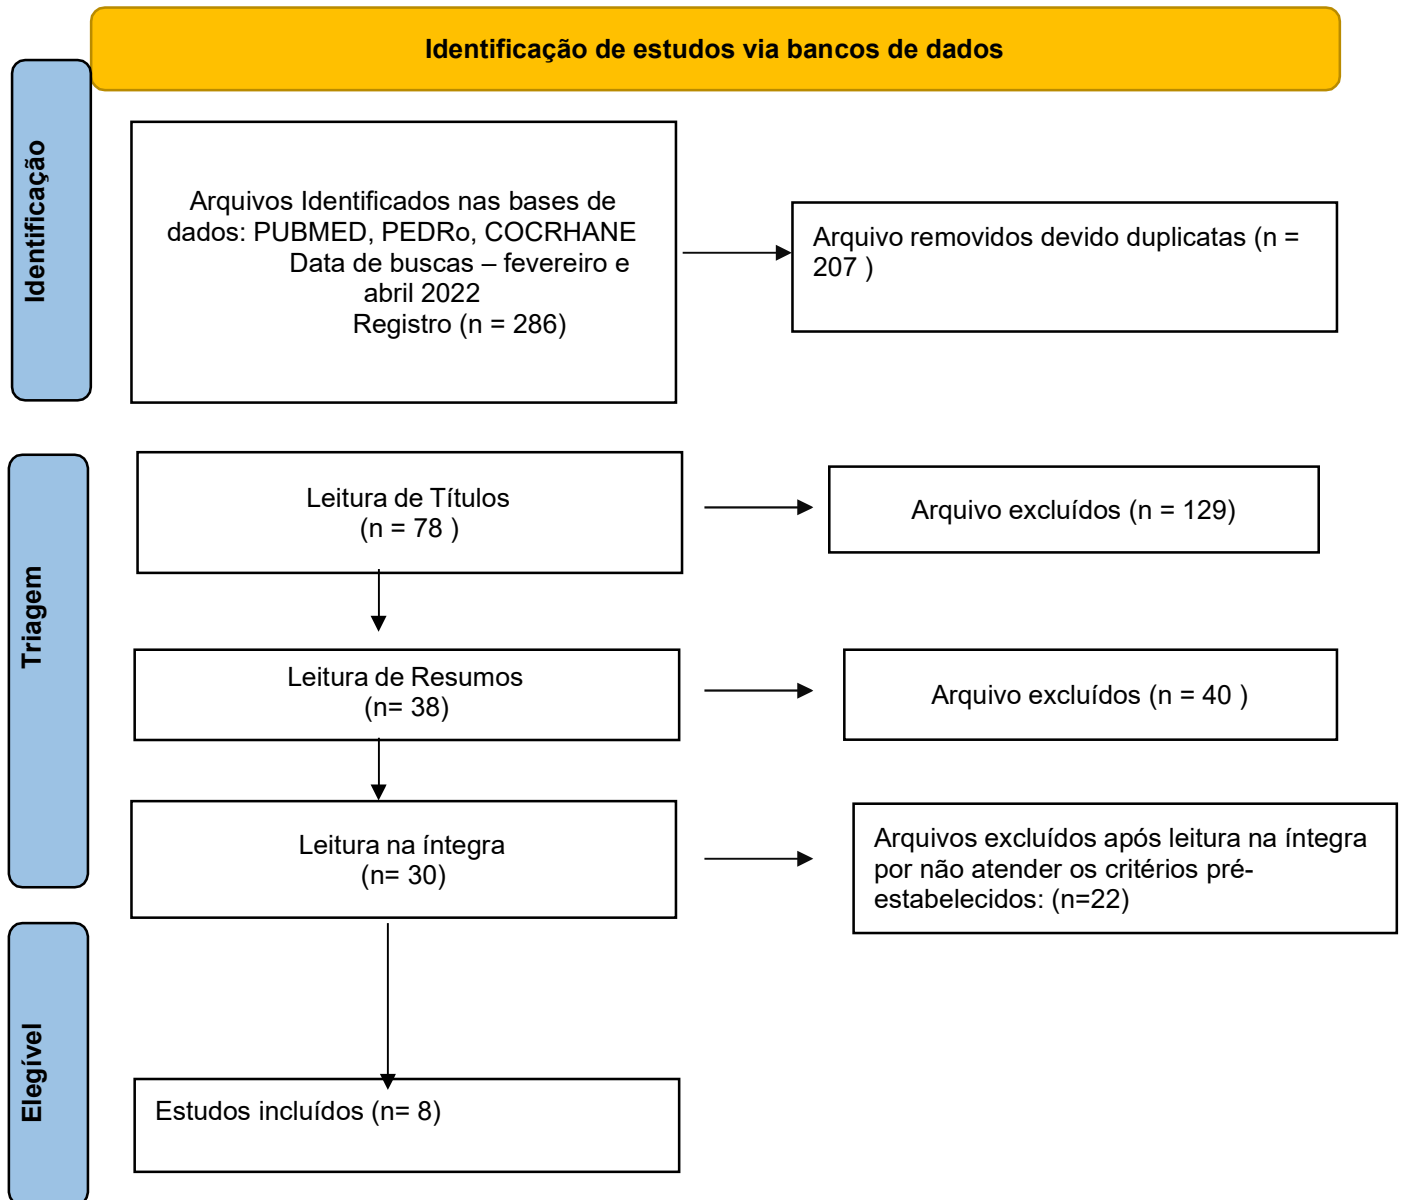 Identificação de estudos via bancos de dados
Identificação
Arquivos Identificados nas bases de
dados: PUBMED, PEDRo, COCRHANE
Data de buscas – fevereiro e
abril 2022
Registro (n = 286)
Arquivo removidos devido duplicatas (n =
207 )
Triagem
Leitura de Títulos
(n = 78 )
Arquivo excluídos (n = 129)
Leitura de Resumos
(n= 38)
Arquivo excluídos (n = 40 )
Leitura na íntegra
(n= 30)
Arquivos excluídos após leitura na íntegra
por não atender os critérios pré-
estabelecidos: (n=22)
Elegível
Estudos incluídos (n= 8)